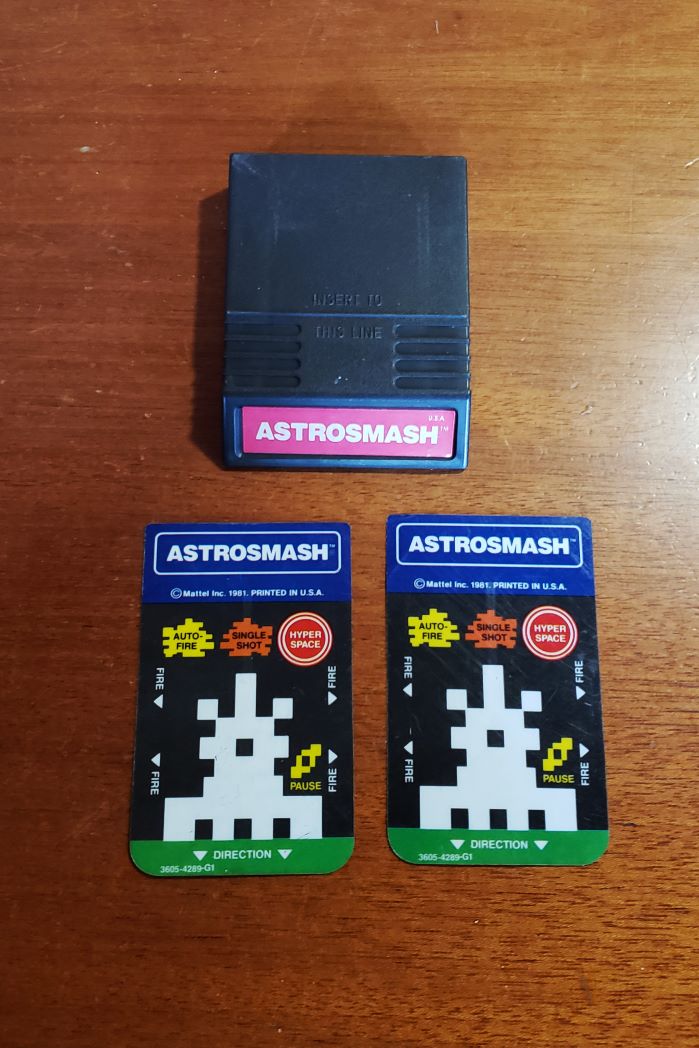 INSERT TO
THIS LINE
U.S.A.
ASTROSMASH™
ASTROSMASH™
©Mattel Inc. 1981. PRINTED IN U.S.A.
AUTO-
FIRE
SINGLE
SHOT
HYPER
SPACE
FIRE
FIRE
FIRE
FIRE
PAUSE
DIRECTION
3605-4289-G1
ASTROSMASH™
©Mattel Inc. 1981. PRINTED IN U.S.A.
AUTO-
FIRE
SINGLE
SHOT
HYPER
SPACE
FIRE
FIRE
FIRE
FIRE
PAUSE
DIRECTION
3605-4289-G1